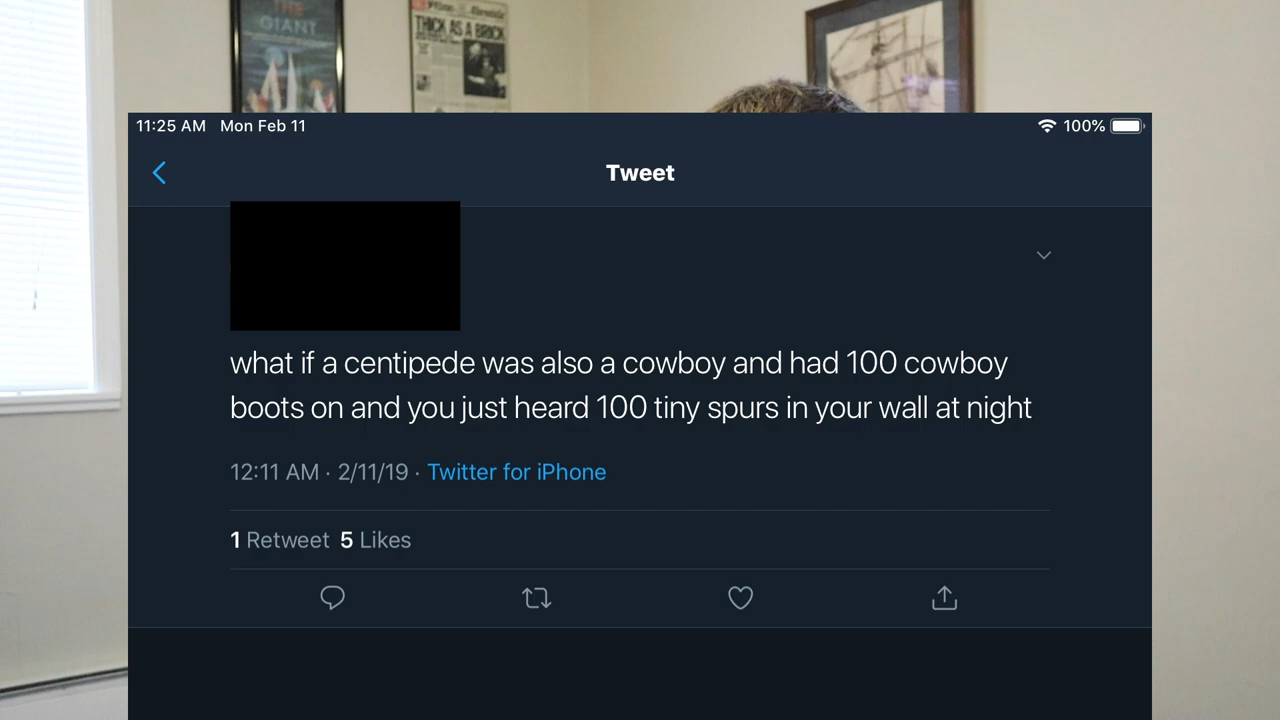 THE
GIANT
THICK AS A BRICK
11:25 AM Mon Feb 11
100%
Tweet
what if a centipede was also a cowboy and had 100 cowboy
boots on and you just heard 100 tiny spurs in your wall at night
12:11 AM · 2/11/19 · Twitter for iPhone
1 Retweet 5 Likes